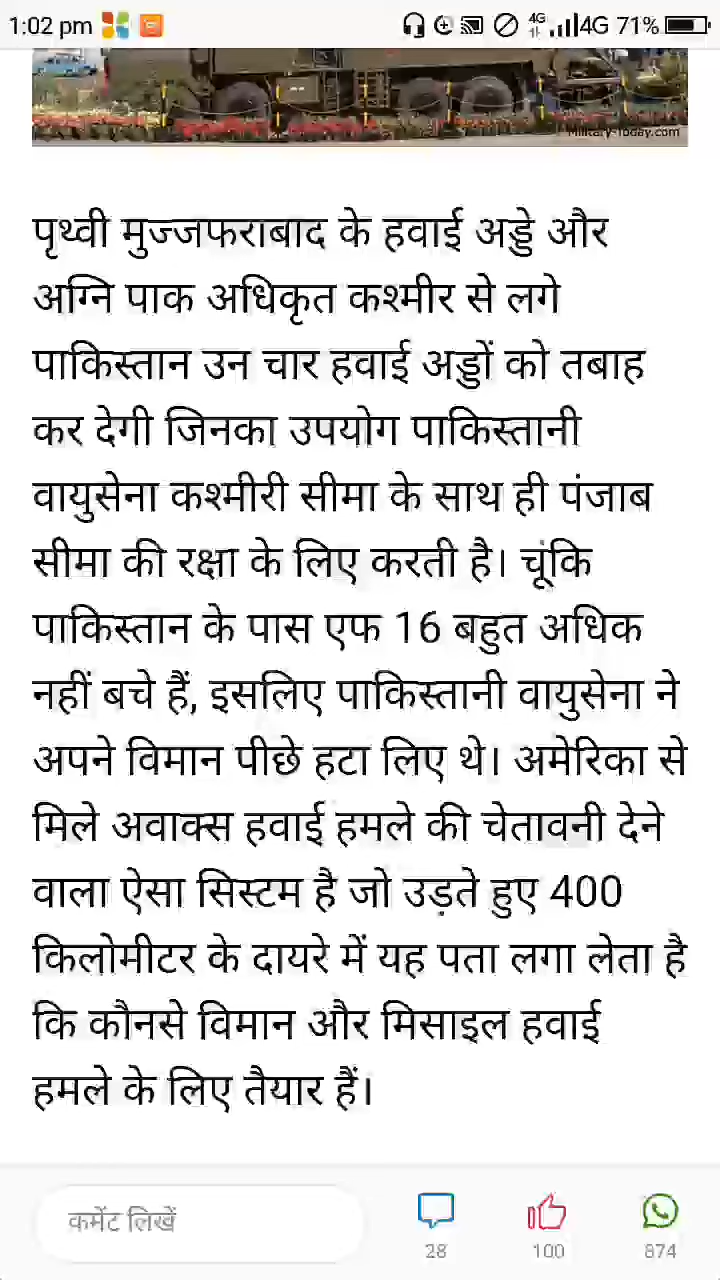 1:02 pm 4G 4G 71%
Military-Today.com
पृथ्वी मुज्जफराबाद के हवाई अड्डे और
अग्नि पाक अधिकृत कश्मीर से लगे
पाकिस्तान उन चार हवाई अड्डों को तबाह
कर देगी जिनका उपयोग पाकिस्तानी
वायुसेना कश्मीरी सीमा के साथ ही पंजाब
सीमा की रक्षा के लिए करती है। चूंकि
पाकिस्तान के पास एफ 16 बहुत अधिक
नहीं बचे हैं, इसलिए पाकिस्तानी वायुसेना ने
अपने विमान पीछे हटा लिए थे। अमेरिका से
मिले अवाक्स हवाई हमले की चेतावनी देने
वाला ऐसा सिस्टम है जो उड़ते हुए 400
किलोमीटर के दायरे में यह पता लगा लेता है
कि कौनसे विमान और मिसाइल हवाई
हमले के लिए तैयार हैं।
कमेंट लिखें
28 100 874